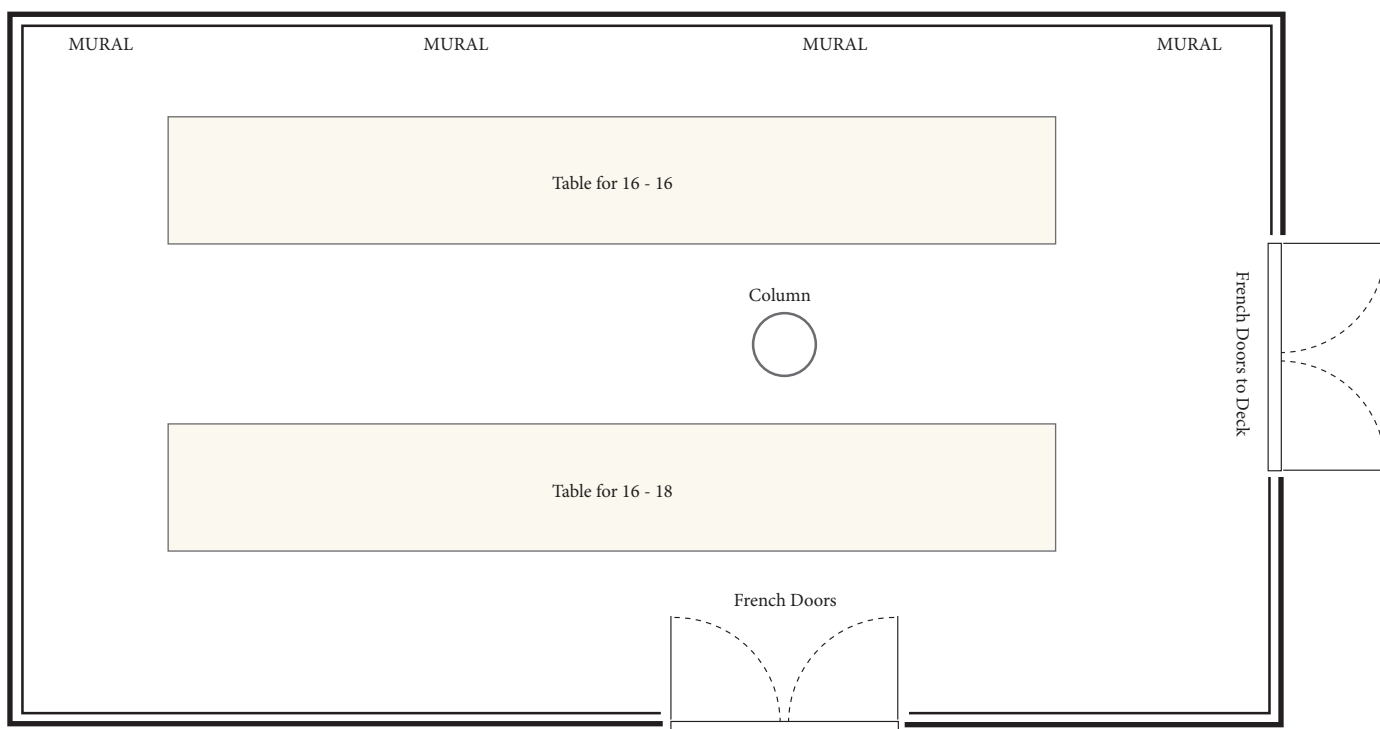 MURAL MURAL MURAL MURAL
Table for 16 - 16
Column
French Doors to Deck
Table for 16 - 18
French Doors